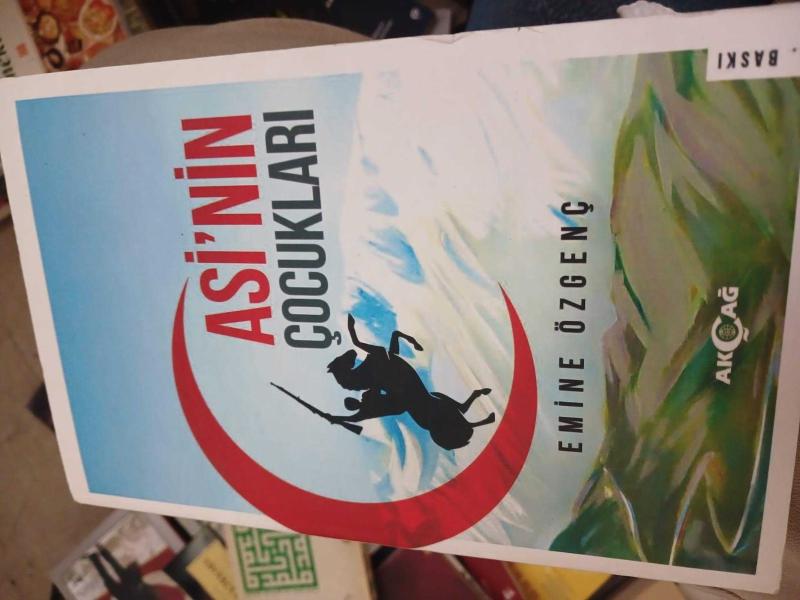 ASİ'NİN
ÇOCUKLARI
EMİNE ÖZGENÇ
AKÇAĞ
BASKI